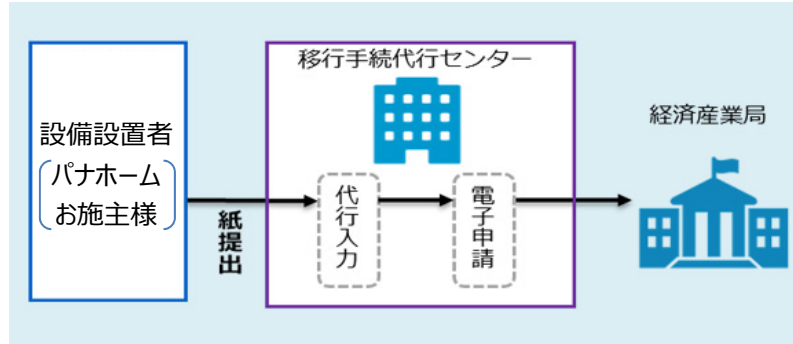 設備設置者
パナホーム
お施主様
紙提出
移行手続代行センター
代行入力
電子申請
経済産業局